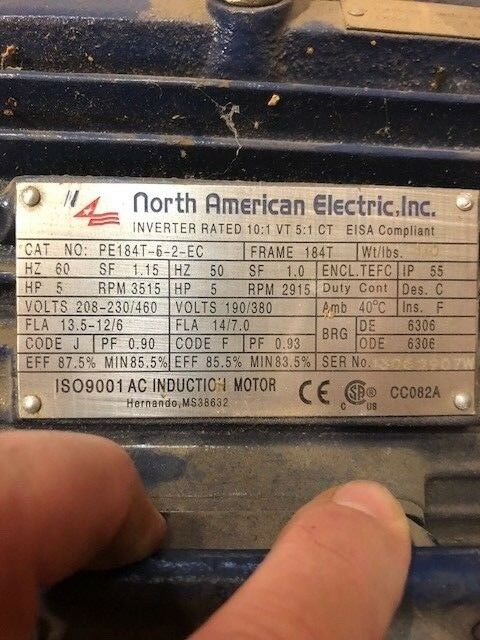 North American Electric,Inc.
INVERTER RATED 10:1 VT 5:1 CT EISA Compliant
CAT NO: PE184T-5-2-EC FRAME 184T Wt/lbs.
HZ 60 SF 1.15 HZ 50 SF 1.0 ENCL.TEFC IP 55
HP 5 RPM 3515 HP 5 RPM 2915 Duty Cont Des. C
VOLTS 208-230/460 VOLTS 190/380 Amb 40°C Ins. F
FLA 13.5-12/6 FLA 14/7.0 BRG DE 6306
CODE J PF 0.90 CODE F PF 0.93 ODE 6306
EFF 87.5% MIN85.5% EFF 85.5% MIN83.5% SER No.
ISO9001 AC INDUCTION MOTOR CE SA ® CC082A
Hernando,MS38632 C US